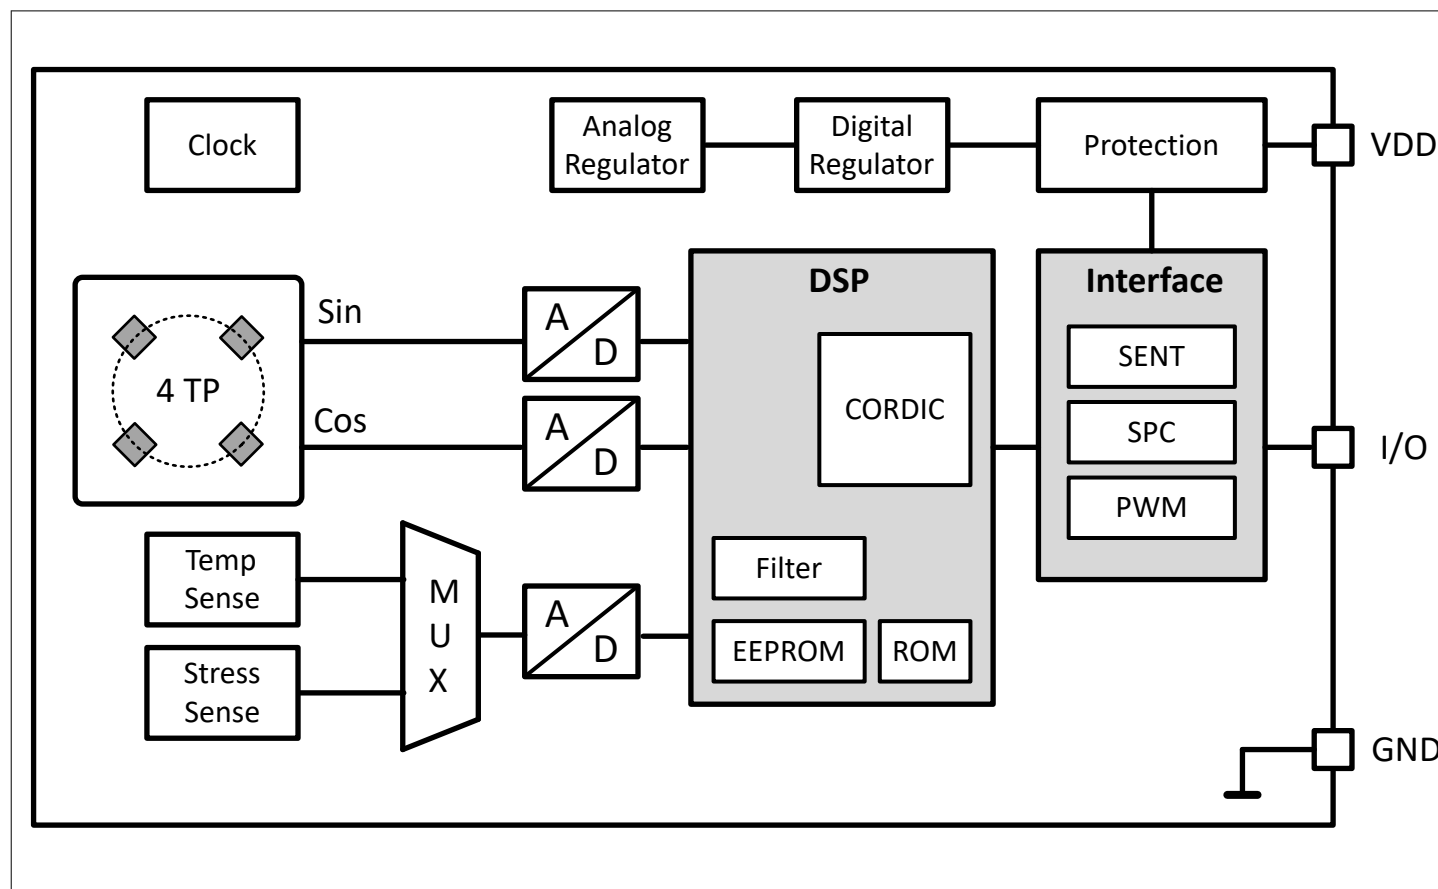 Clock
Analog
Regulator
Digital
Regulator
Protection
VDD
DSP
Interface
Sin
A
D
SENT
4 TP
CORDIC
Cos
A
D
SPC
I/O
PWM
Temp
Sense
M
U
X
A
D
Filter
EEPROM
ROM
Stress
Sense
GND